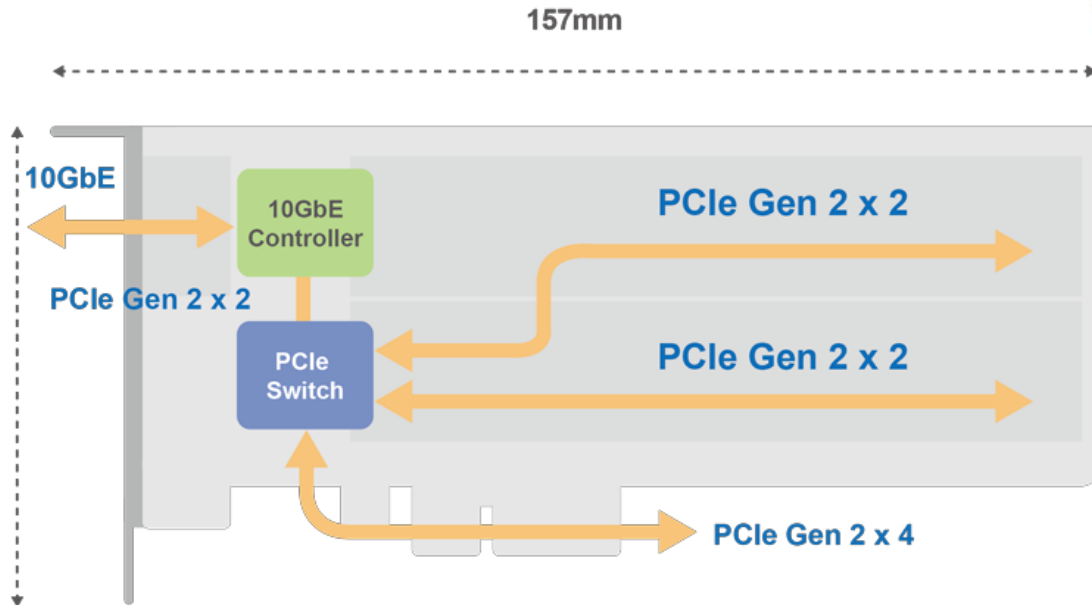 157mm
10GbE
10GbE
Controller
PCIe Gen 2 x 2
PCIe Gen 2 x 2
PCIe
Switch
PCIe Gen 2 x 2
PCIe Gen 2 x 4